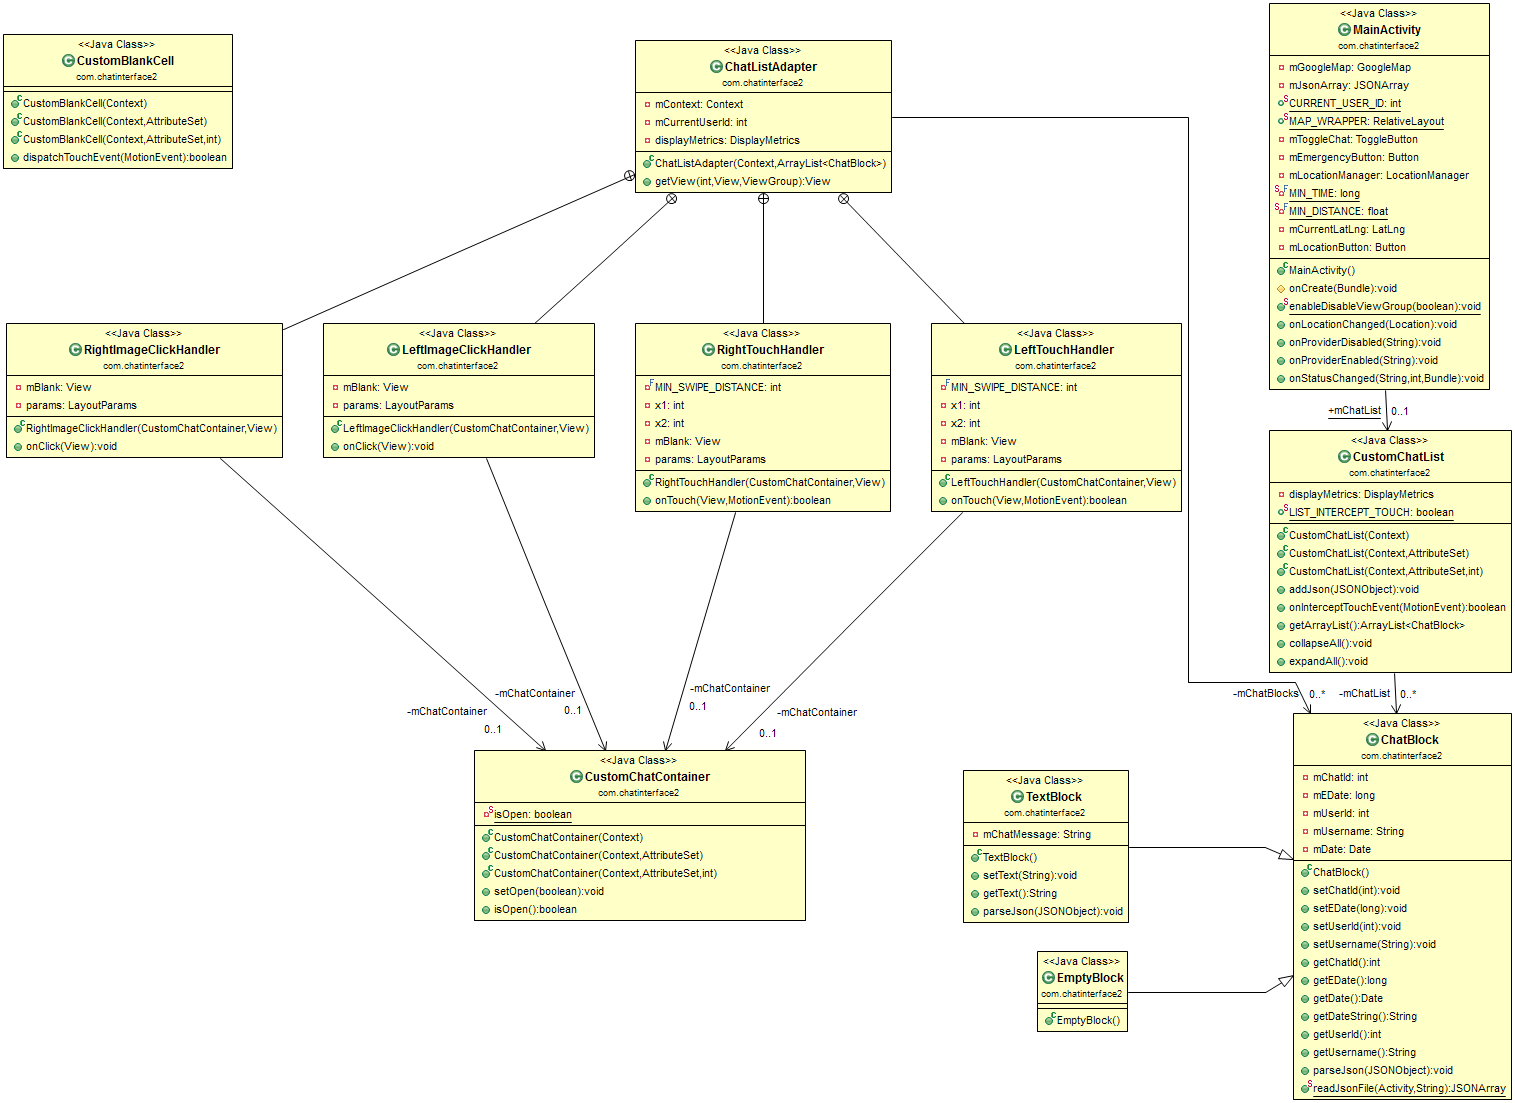 <<Java Class>>
CustomBlankCell
com.chatinterface2
CustomBlankCell(Context)
CustomBlankCell(Context,AttributeSet)
CustomBlankCell(Context,AttributeSet,int)
dispatchTouchEvent(MotionEvent):boolean
<<Java Class>>
ChatListAdapter
com.chatinterface2
mContext: Context
mCurrentUserId: int
displayMetrics: DisplayMetrics
ChatListAdapter(Context,ArrayList<ChatBlock>)
getView(int,View,ViewGroup):View
<<Java Class>>
MainActivity
com.chatinterface2
mGoogleMap: GoogleMap
mJsonArray: JSONArray
CURRENT_USER_ID: int
MAP_WRAPPER: RelativeLayout
mToggleChat: ToggleButton
mEmergencyButton: Button
mLocationManager: LocationManager
MIN_TIME: long
MIN_DISTANCE: float
mCurrentLatLng: LatLng
mLocationButton: Button
MainActivity()
onCreate(Bundle):void
enableDisableViewGroup(boolean):void
onLocationChanged(Location):void
onProviderDisabled(String):void
onProviderEnabled(String):void
onStatusChanged(String,int,Bundle):void
<<Java Class>>
RightImageClickHandler
com.chatinterface2
mBlank: View
params: LayoutParams
RightImageClickHandler(CustomChatContainer,View)
onClick(View):void
<<Java Class>>
LeftImageClickHandler
com.chatinterface2
mBlank: View
params: LayoutParams
LeftImageClickHandler(CustomChatContainer,View)
onClick(View):void
<<Java Class>>
RightTouchHandler
com.chatinterface2
MIN_SWIPE_DISTANCE: int
x1: int
x2: int
mBlank: View
params: LayoutParams
RightTouchHandler(CustomChatContainer,View)
onTouch(View,MotionEvent):boolean
<<Java Class>>
LeftTouchHandler
com.chatinterface2
MIN_SWIPE_DISTANCE: int
x1: int
x2: int
mBlank: View
params: LayoutParams
LeftTouchHandler(CustomChatContainer,View)
onTouch(View,MotionEvent):boolean
+mChatList 0..1
<<Java Class>>
CustomChatList
com.chatinterface2
displayMetrics: DisplayMetrics
LIST_INTERCEPT_TOUCH: boolean
CustomChatList(Context)
CustomChatList(Context,AttributeSet)
CustomChatList(Context,AttributeSet,int)
addJson(JSONObject):void
onInterceptTouchEvent(MotionEvent):boolean
getArrayList():ArrayList<ChatBlock>
collapseAll():void
expandAll():void
-mChatContainer
0..1
-mChatContainer
0..1
-mChatContainer
0..1
-mChatContainer
0..1
-mChatBlocks 0..*
-mChatList 0..*
<<Java Class>>
CustomChatContainer
com.chatinterface2
isOpen: boolean
CustomChatContainer(Context)
CustomChatContainer(Context,AttributeSet)
CustomChatContainer(Context,AttributeSet,int)
setOpen(boolean):void
isOpen():boolean
<<Java Class>>
TextBlock
com.chatinterface2
mChatMessage: String
TextBlock()
setText(String):void
getText():String
parseJson(JSONObject):void
<<Java Class>>
EmptyBlock
com.chatinterface2
EmptyBlock()
<<Java Class>>
ChatBlock
com.chatinterface2
mChatId: int
mEDate: long
mUserId: int
mUsername: String
mDate: Date
ChatBlock()
setChatId(int):void
setEDate(long):void
setUserId(int):void
setUsername(String):void
getChatId():int
getEDate():long
getDate():Date
getDateString():String
getUserId():int
getUsername():String
parseJson(JSONObject):void
readJsonFile(Activity,String):JSONArray